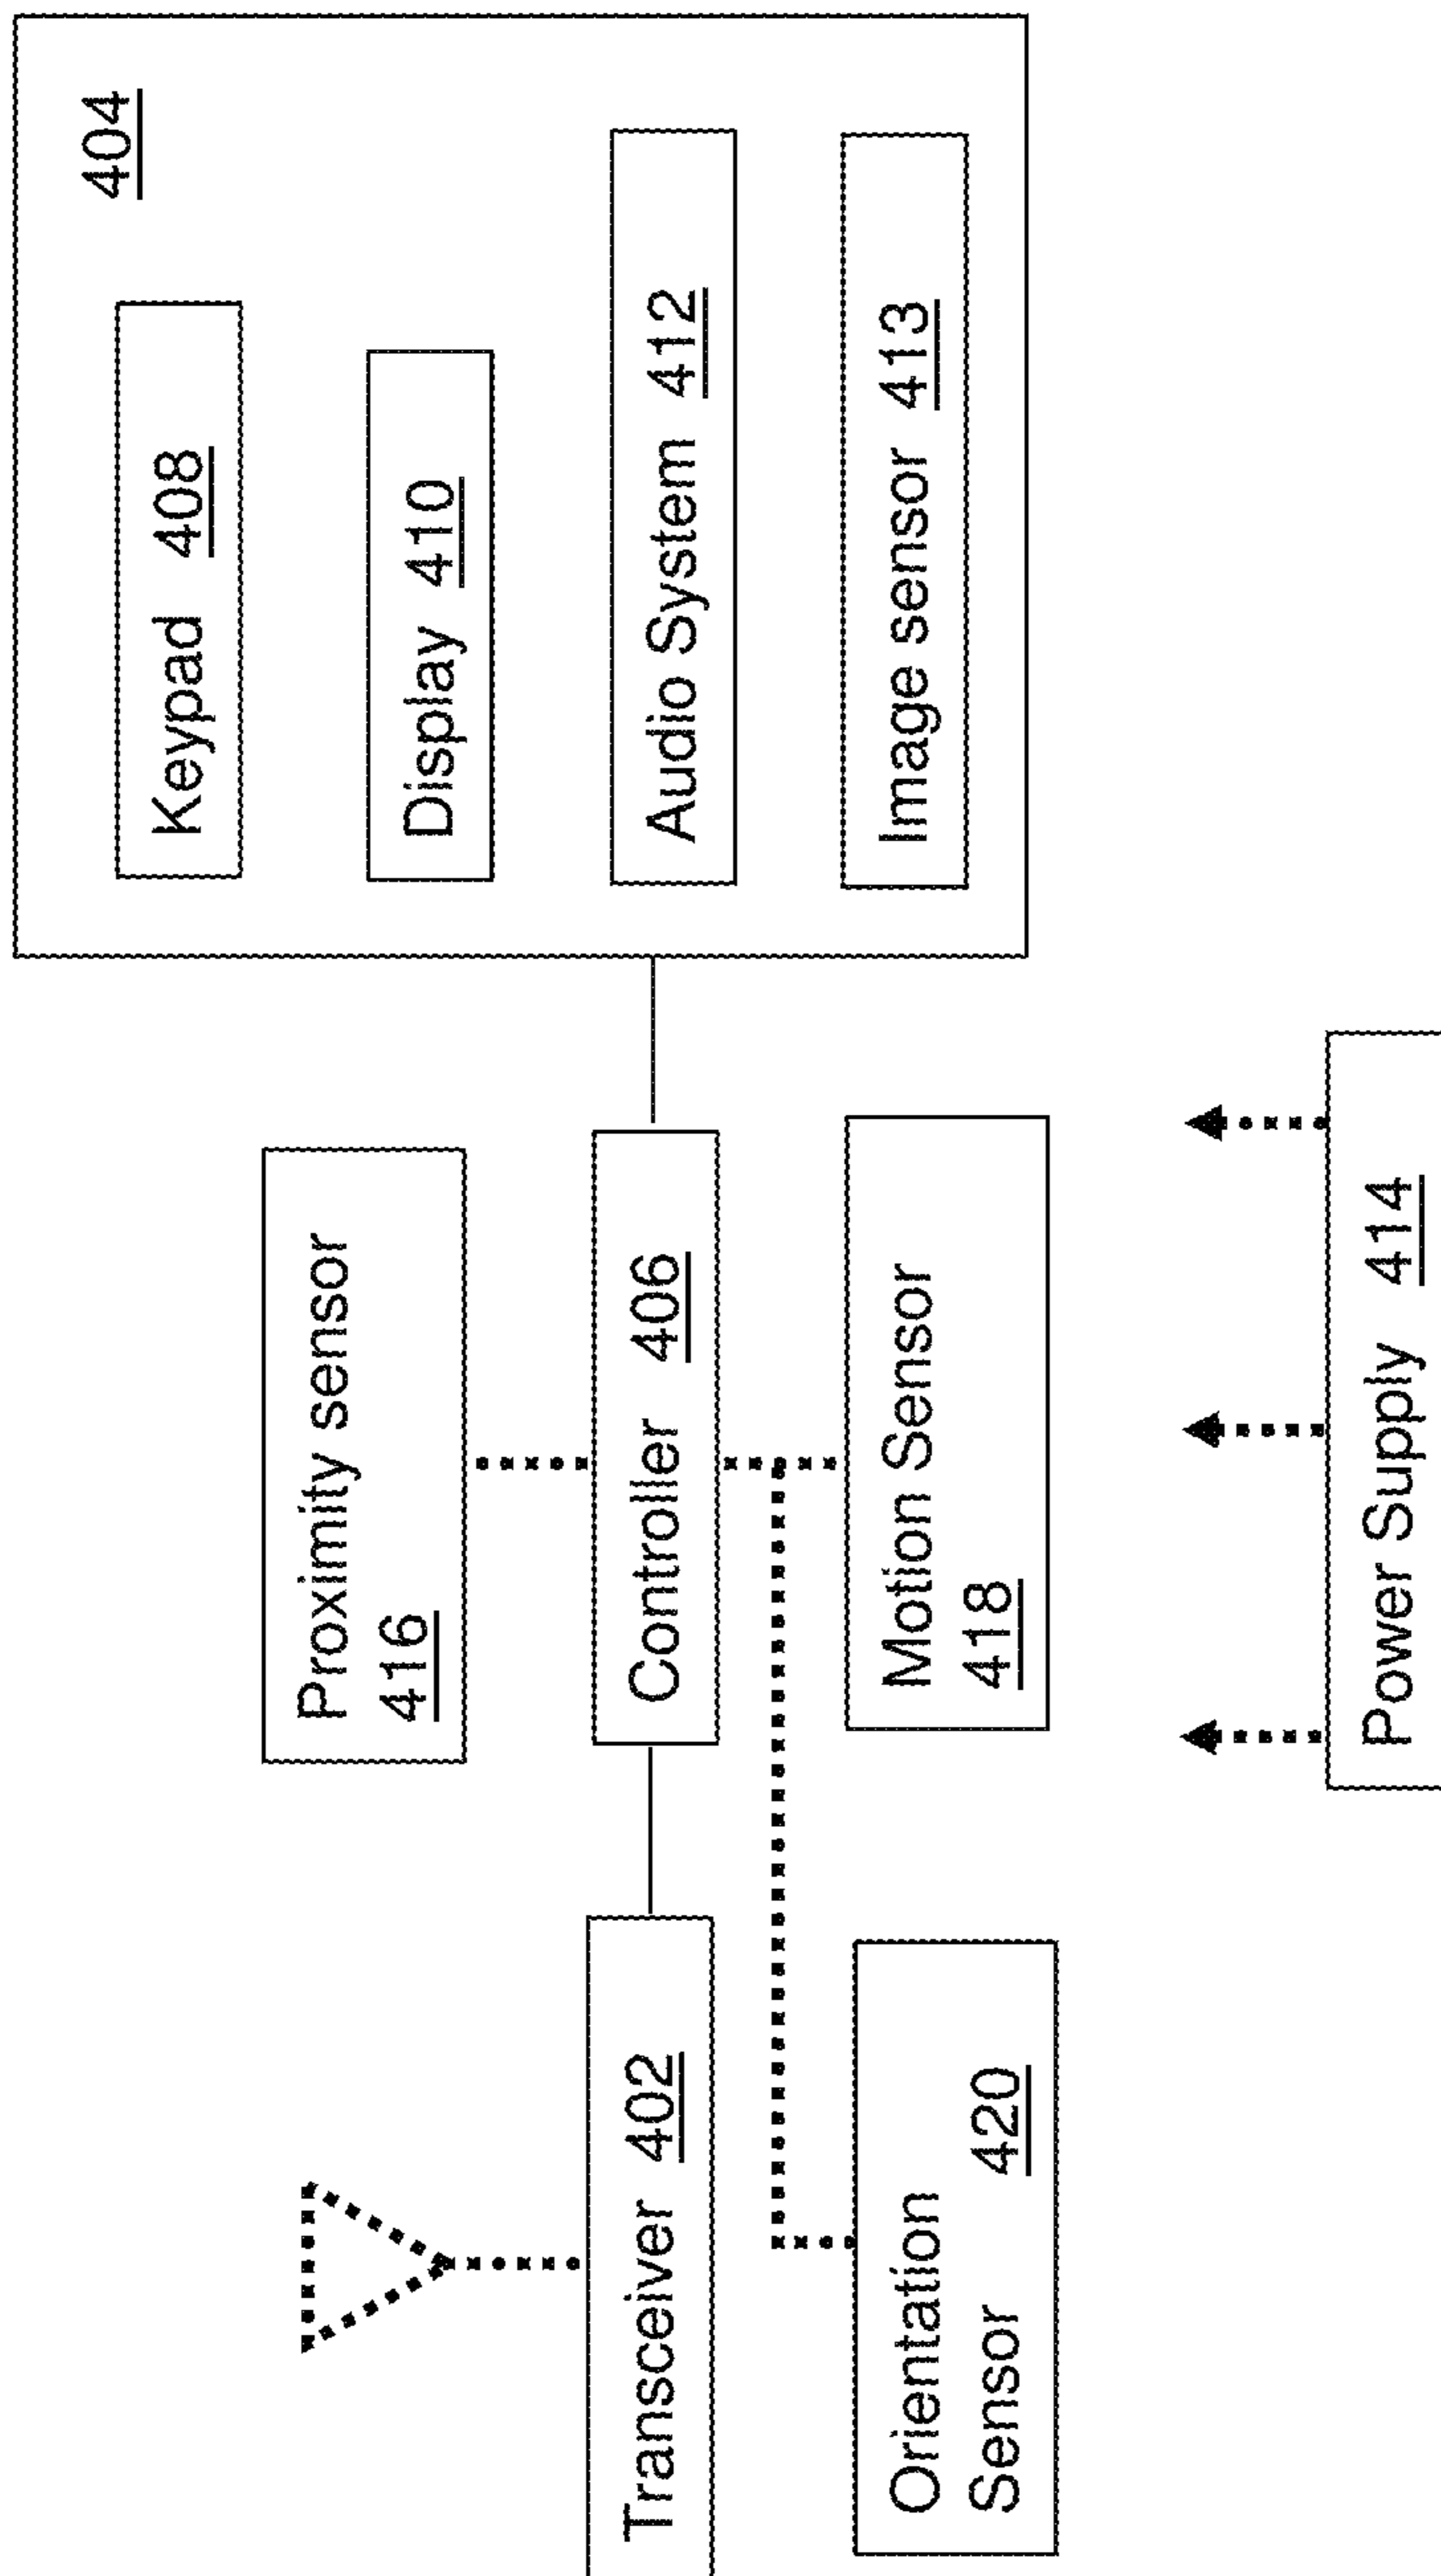 404
Keypad 408
Display 410
Audio System 412
Image sensor 413
Proximity sensor
416
Controller 406
Motion Sensor
418
Transceiver 402
Orientation
Sensor 420
Power Supply 414